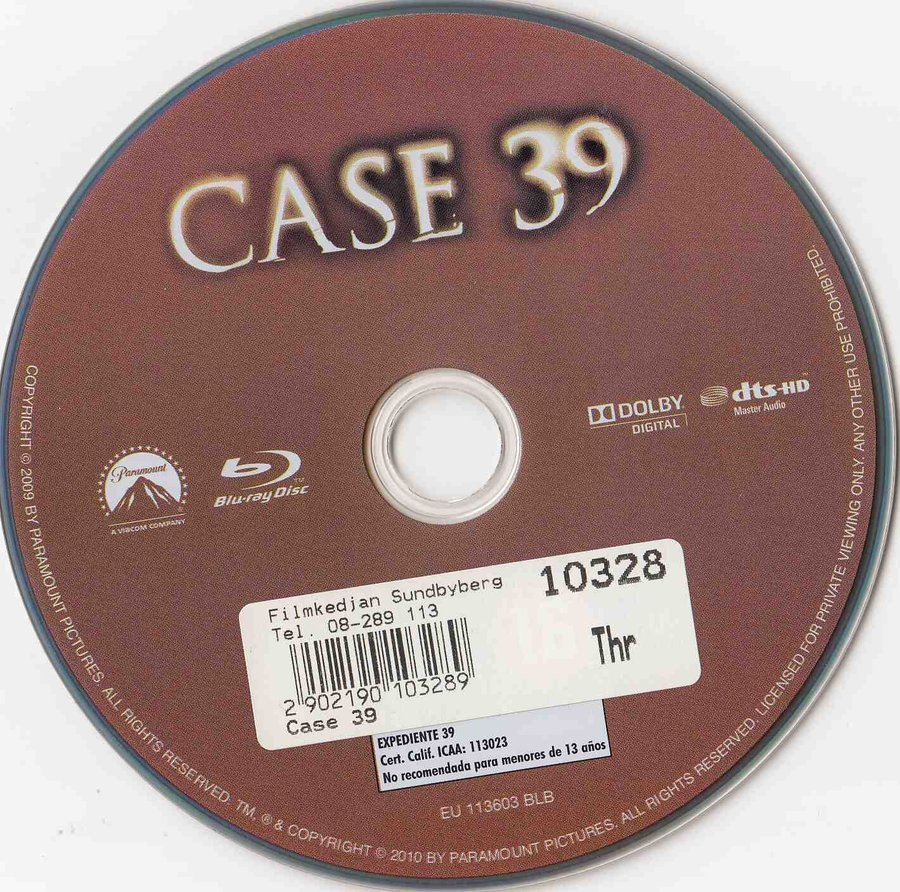 CASE 39
Paramount
A VIACOM COMPANY
Blu-ray Disc™
DOLBY
DIGITAL
dts-HD™
Master Audio
Filmkedjan Sundbyberg
Tel. 08-289 113
10328
16
Thr
2 902190 103289
Case 39
EXPEDIENTE 39
Cert. Calif. ICAA: 113023
No recomendada para menores de 13 años
EU 113603 BLB
COPYRIGHT © 2009 BY PARAMOUNT PICTURES. ALL RIGHTS RESERVED. TM, ® & COPYRIGHT © 2010 BY PARAMOUNT PICTURES. ALL RIGHTS RESERVED. LICENSED FOR PRIVATE VIEWING ONLY. ANY OTHER USE PROHIBITED.